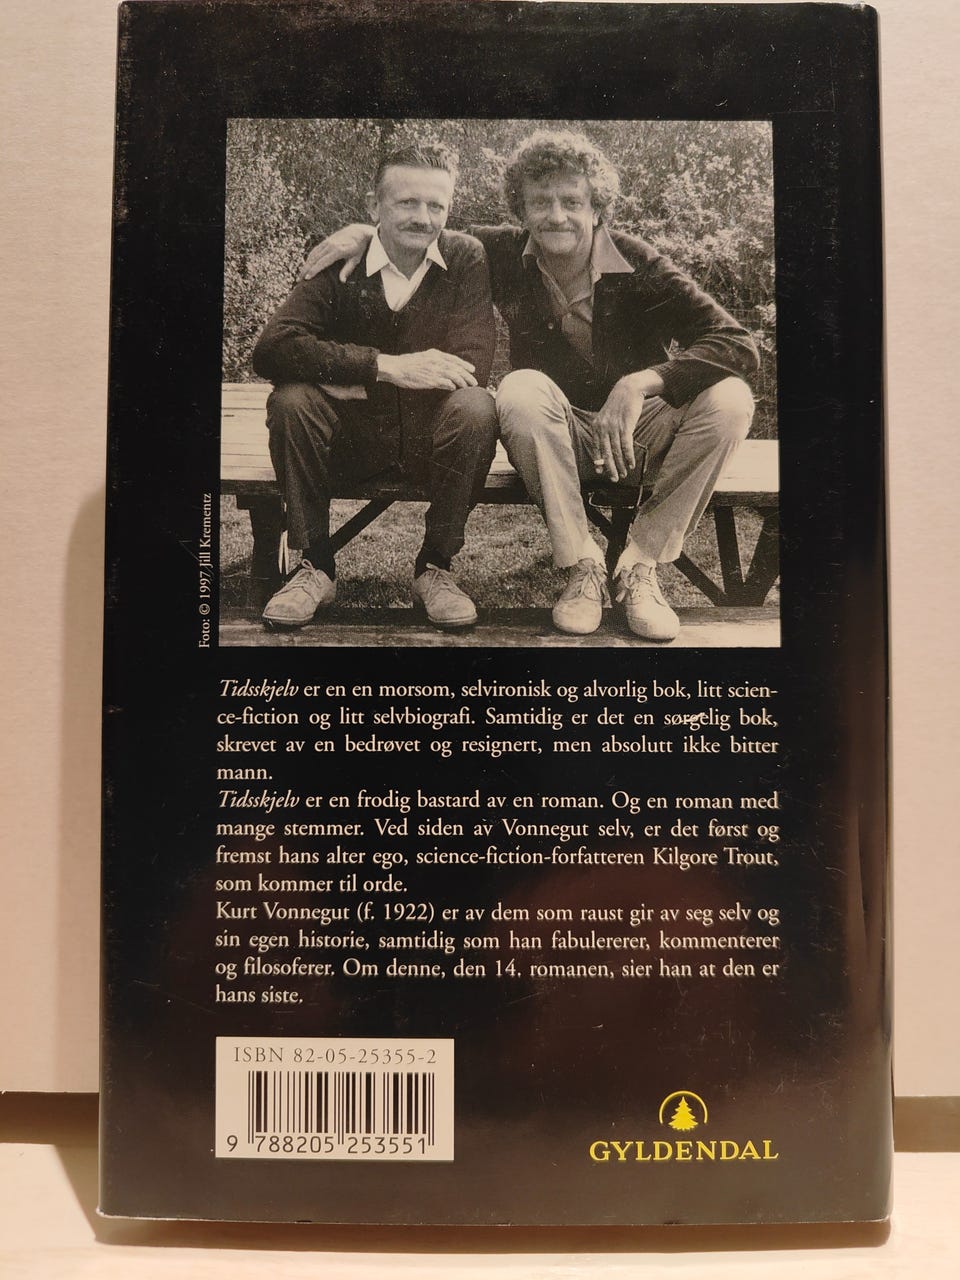 Foto: © 1997 Jill Krementz
Tidsskjelv er en en morsom, selvironisk og alvorlig bok, litt scien-
ce-fiction og litt selvbiografi. Samtidig er det en sørgelig bok,
skrevet av en bedrøvet og resignert, men absolutt ikke bitter
mann.
Tidsskjelv er en frodig bastard av en roman. Og en roman med
mange stemmer. Ved siden av Vonnegut selv, er det først og
fremst hans alter ego, science-fiction-forfatteren Kilgore Trout,
som kommer til orde.
Kurt Vonnegut (f. 1922) er av dem som raust gir av seg selv og
sin egen historie, samtidig som han fabulererer, kommenterer
og filosoferer. Om denne, den 14. romanen, sier han at den er
hans siste.
ISBN 82-05-25355-2
9 788205 253551
GYLDENDAL